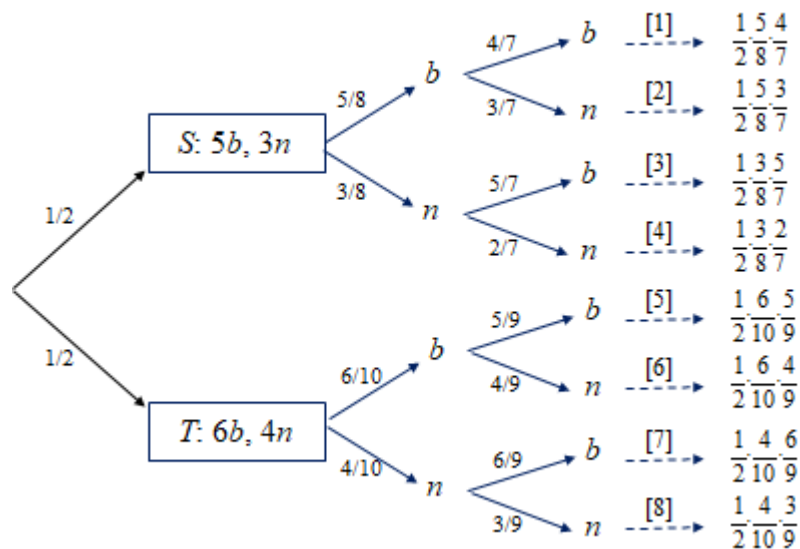 4/7 b [1] 1/2 · 5/8 · 4/7
5/8 b
3/7 n [2] 1/2 · 5/8 · 3/7
S: 5b, 3n
5/7 b [3] 1/2 · 3/8 · 5/7
3/8 n
2/7 n [4] 1/2 · 3/8 · 2/7
1/2
1/2
5/9 b [5] 1/2 · 6/10 · 5/9
6/10 b
4/9 n [6] 1/2 · 6/10 · 4/9
T: 6b, 4n
6/9 b [7] 1/2 · 4/10 · 6/9
4/10 n
3/9 n [8] 1/2 · 4/10 · 3/9